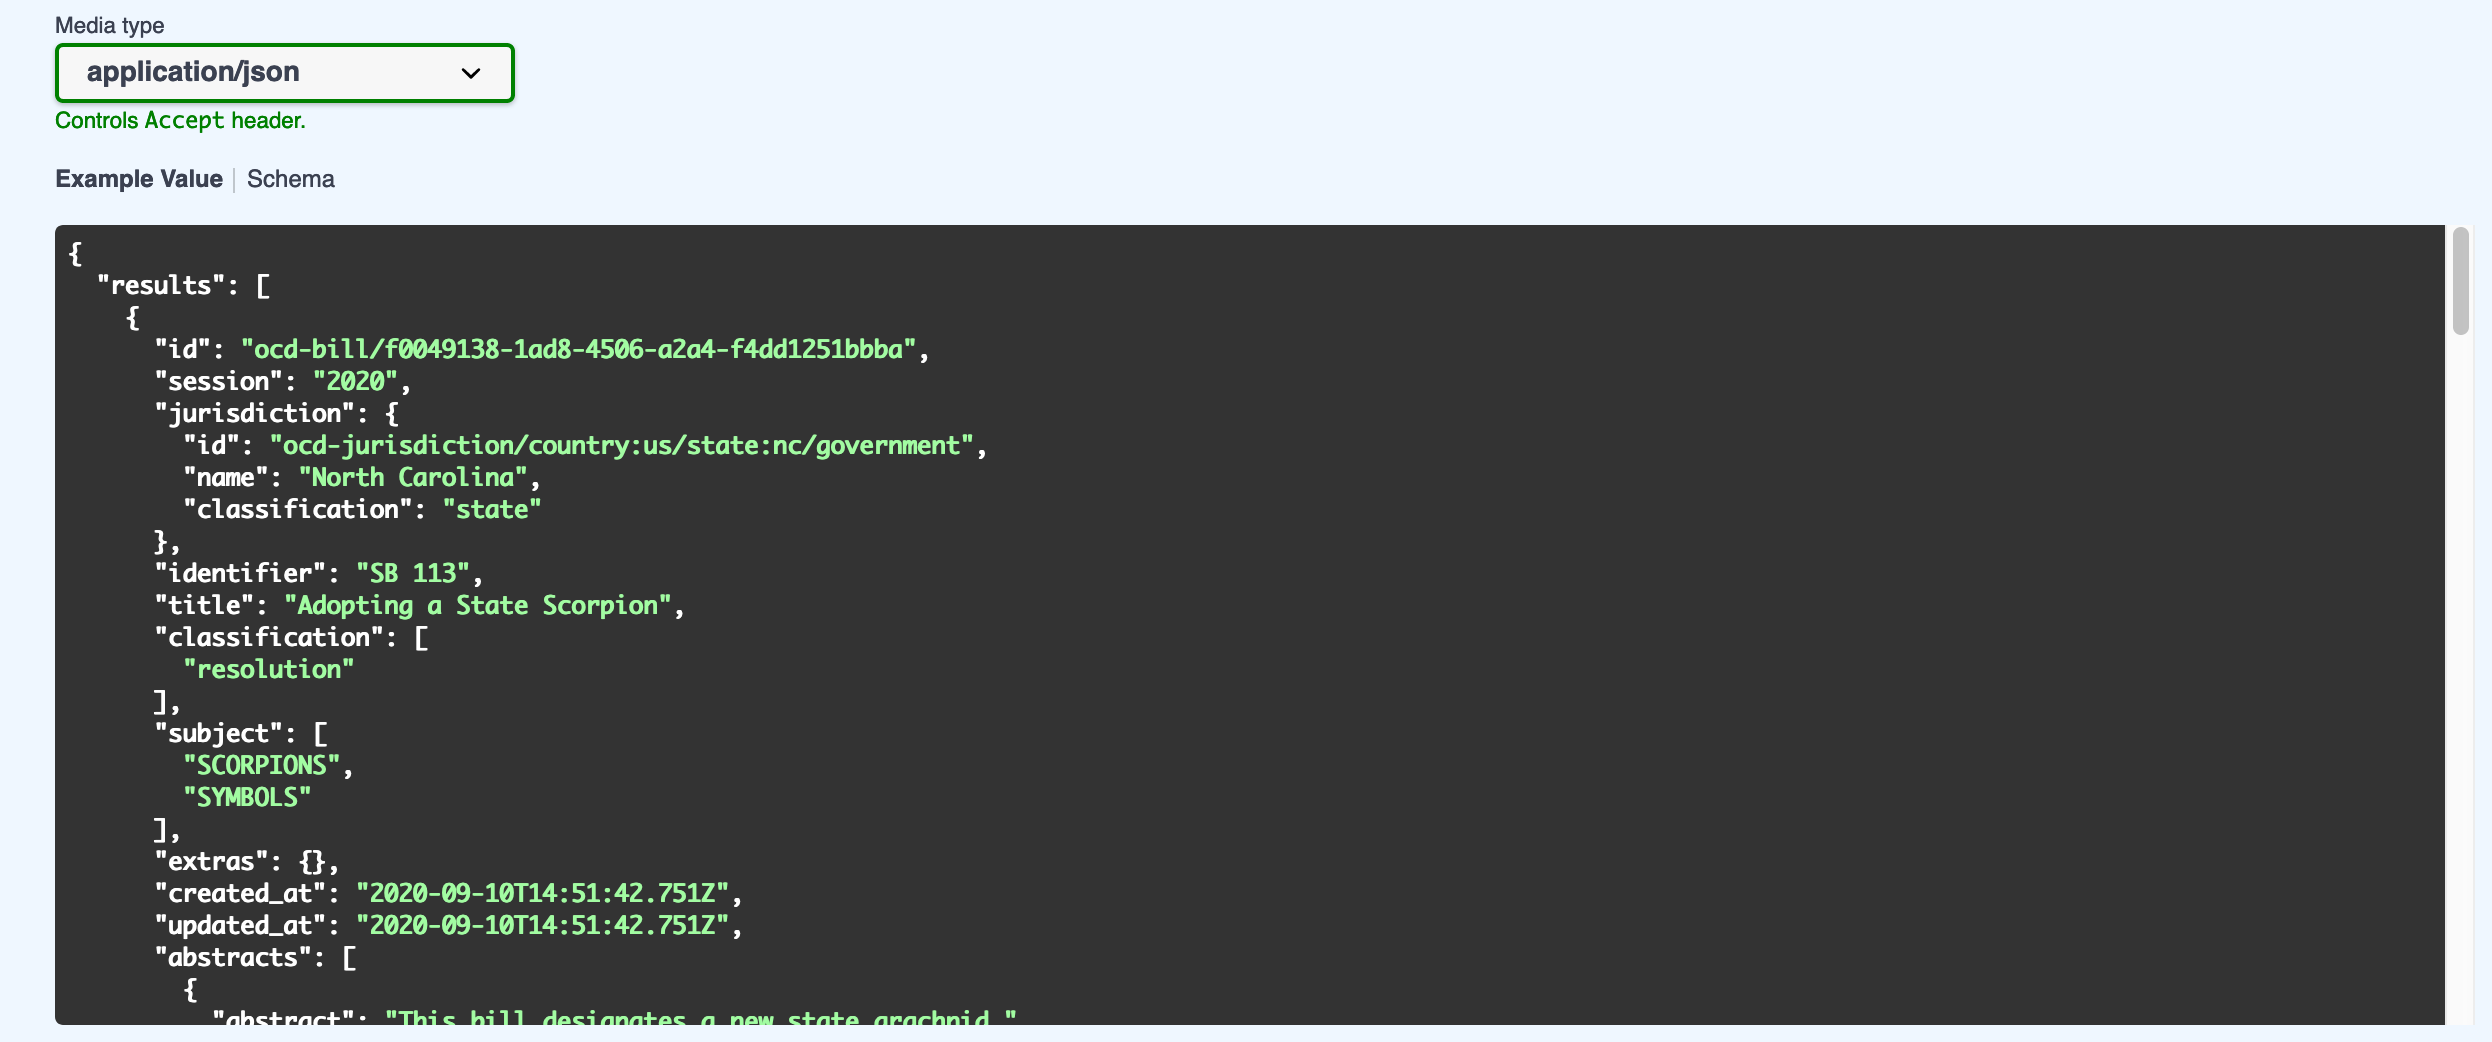 Media type
application/json
Controls Accept header.
Example Value | Schema
{
  "results": [
    {
      "id": "ocd-bill/f0049138-1ad8-4506-a2a4-f4dd1251bbba",
      "session": "2020",
      "jurisdiction": {
        "id": "ocd-jurisdiction/country:us/state:nc/government",
        "name": "North Carolina",
        "classification": "state"
      },
      "identifier": "SB 113",
      "title": "Adopting a State Scorpion",
      "classification": [
        "resolution"
      ],
      "subject": [
        "SCORPIONS",
        "SYMBOLS"
      ],
      "extras": {},
      "created_at": "2020-09-10T14:51:42.751Z",
      "updated_at": "2020-09-10T14:51:42.751Z",
      "abstracts": [
        {
          "abstract": "This bill designates a new state arachnid."